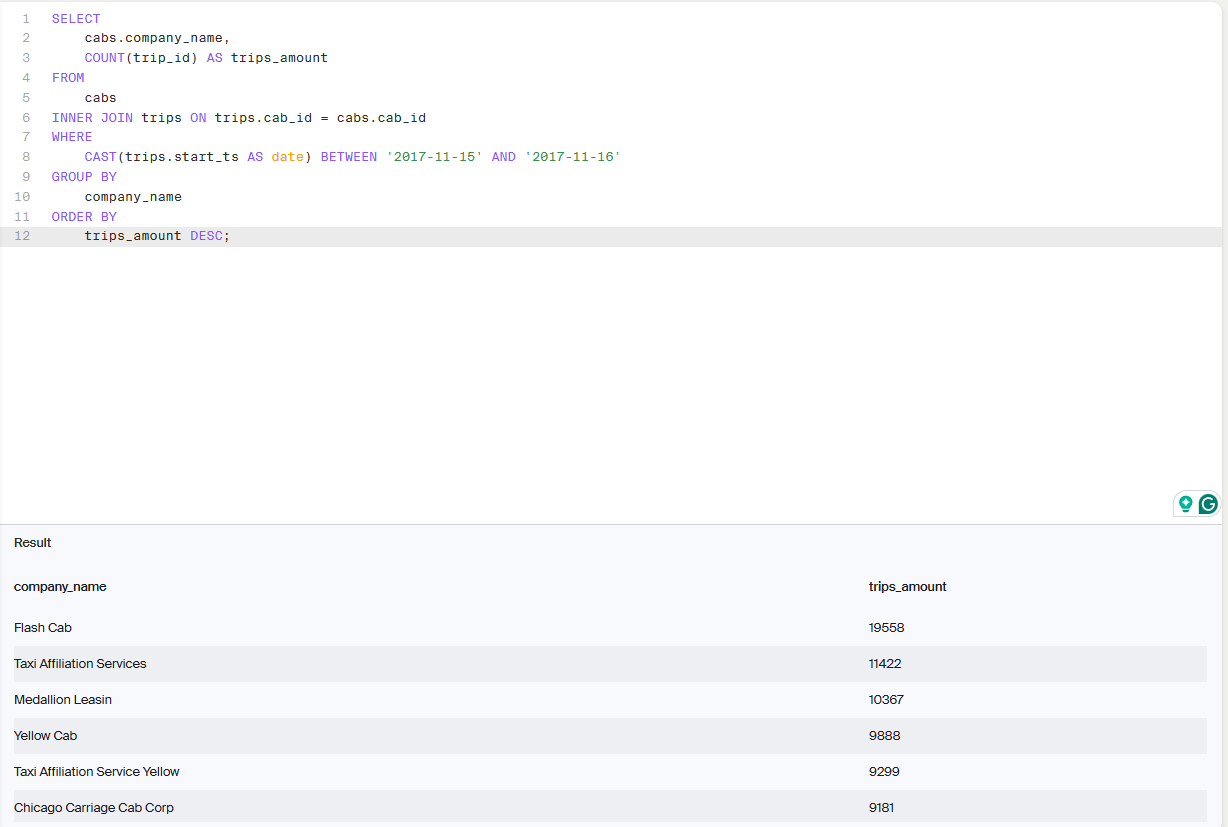 1 SELECT
2 cabs.company_name,
3 COUNT(trip_id) AS trips_amount
4 FROM
5 cabs
6 INNER JOIN trips ON trips.cab_id = cabs.cab_id
7 WHERE
8 CAST(trips.start_ts AS date) BETWEEN '2017-11-15' AND '2017-11-16'
9 GROUP BY
10 company_name
11 ORDER BY
12 trips_amount DESC;
Result
company_name trips_amount
Flash Cab 19558
Taxi Affiliation Services 11422
Medallion Leasin 10367
Yellow Cab 9888
Taxi Affiliation Service Yellow 9299
Chicago Carriage Cab Corp 9181